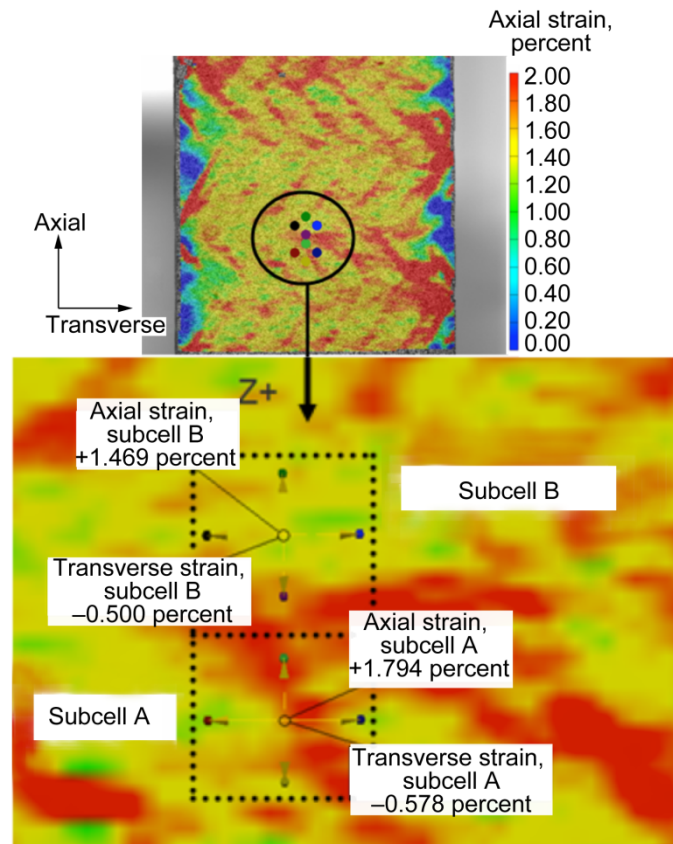 Axial strain,
percent
2.00
1.80
1.60
1.40
1.20
1.00
0.80
0.60
0.40
0.20
0.00
Axial
Transverse
Z+
Axial strain,
subcell B
+1.469 percent
Subcell B
Transverse strain,
subcell B
–0.500 percent
Axial strain,
subcell A
+1.794 percent
Subcell A
Transverse strain,
subcell A
–0.578 percent